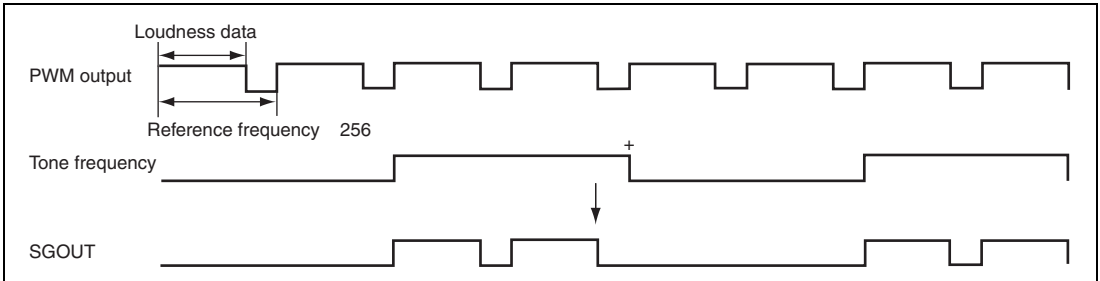 Loudness data
PWM output
Reference frequency 256
+
Tone frequency
SGOUT